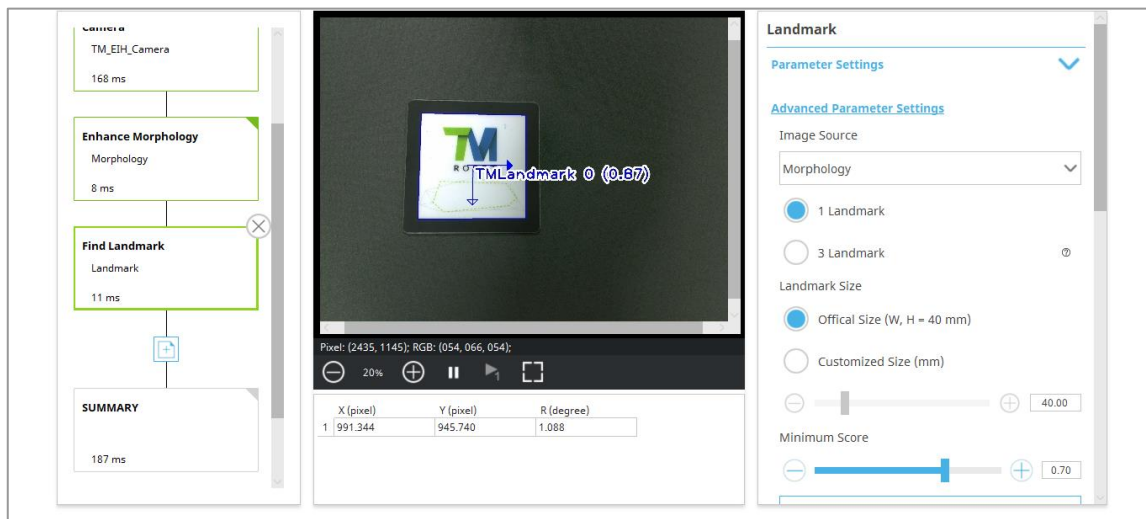 Camera
TM_EIH_Camera
168 ms
Enhance Morphology
Morphology
8 ms
Find Landmark
Landmark
11 ms
SUMMARY
187 ms
TM
TMLandmark 0 (0.87)
Pixel: (2435, 1145); RGB: (054, 066, 054);
20%
1
X (pixel) Y (pixel) R (degree)
1 991.344 945.740 1.088
Landmark
Parameter Settings
Advanced Parameter Settings
Image Source
Morphology
1 Landmark
3 Landmark
Landmark Size
Offical Size (W, H = 40 mm)
Customized Size (mm)
40.00
Minimum Score
0.70